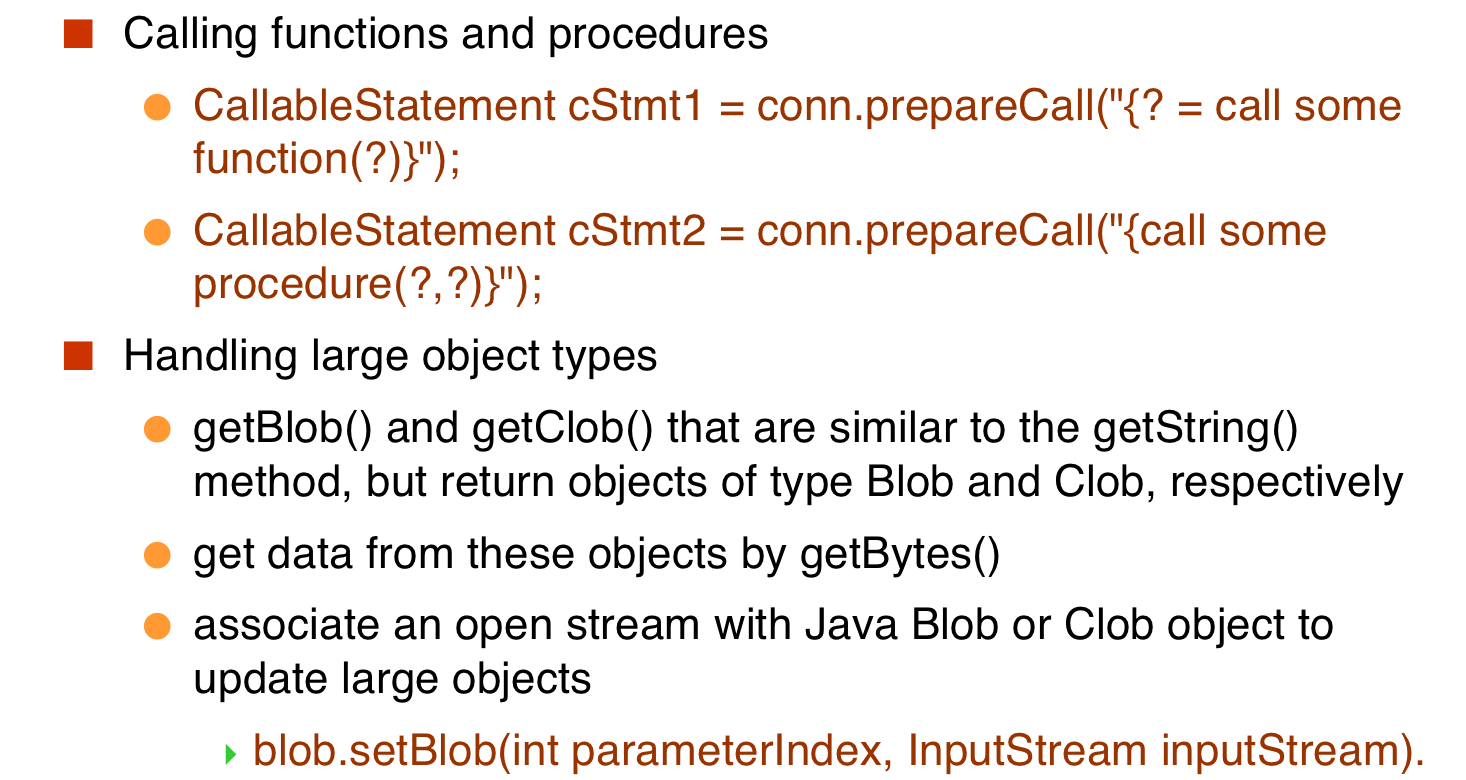 Calling functions and procedures
CallableStatement cStmt1 = conn.prepareCall("{? = call some
function(?)}");
CallableStatement cStmt2 = conn.prepareCall("{call some
procedure(?,?)}");
Handling large object types
getBlob() and getClob() that are similar to the getString()
method, but return objects of type Blob and Clob, respectively
get data from these objects by getBytes()
associate an open stream with Java Blob or Clob object to
update large objects
blob.setBlob(int parameterIndex, InputStream inputStream).